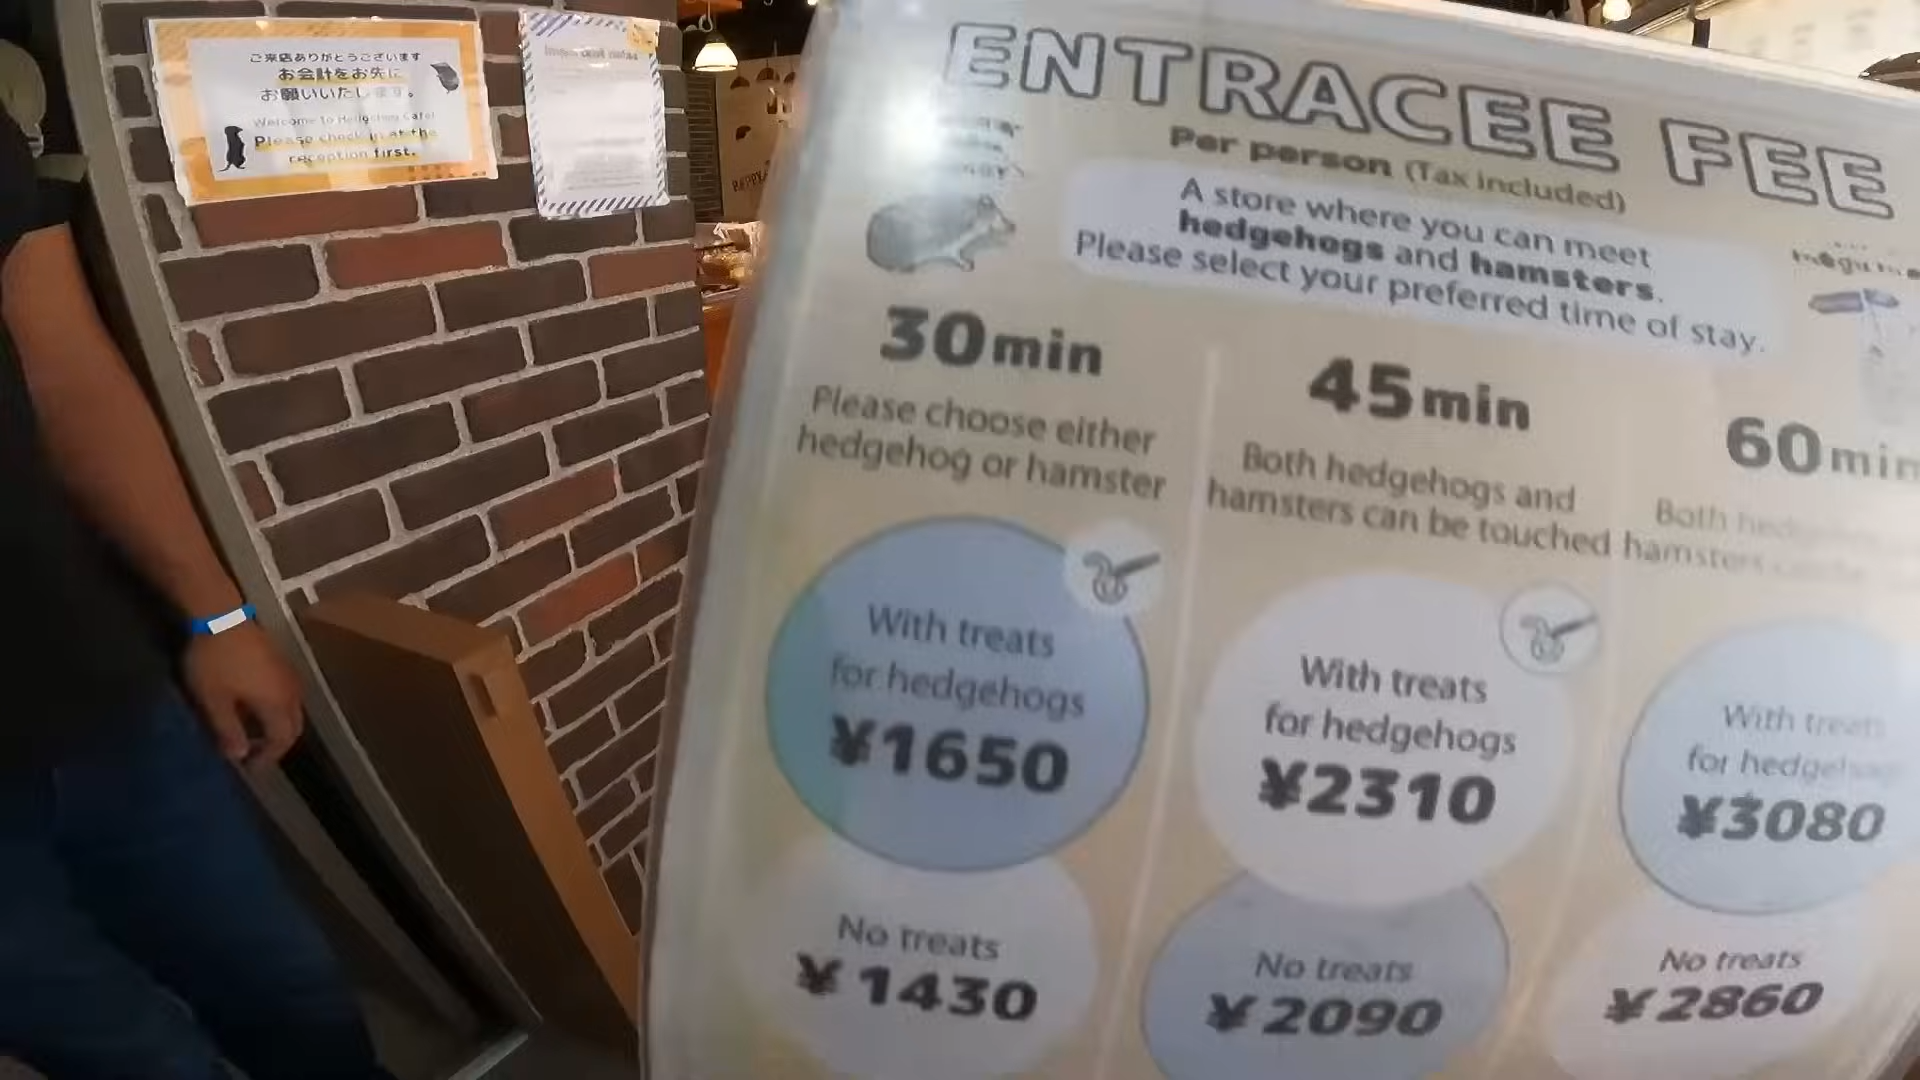 ご来店ありがとうございます
お会計をお先に
お願いいたします。
Welcome to Hedgehog Cafe!
Please check in at the
reception first.
Important notes
ENTRACEE FEE
Per person (Tax included)
A store where you can meet
hedgehogs and hamsters.
Please select your preferred time of stay.
30min
Please choose either
hedgehog or hamster
With treats
for hedgehogs
¥1650
No treats
¥1430
45min
Both hedgehogs and
hamsters can be touched
With treats
for hedgehogs
¥2310
No treats
¥2090
60min
Both
hamsters
With treats
for hedgehogs
¥3080
No treats
¥2860